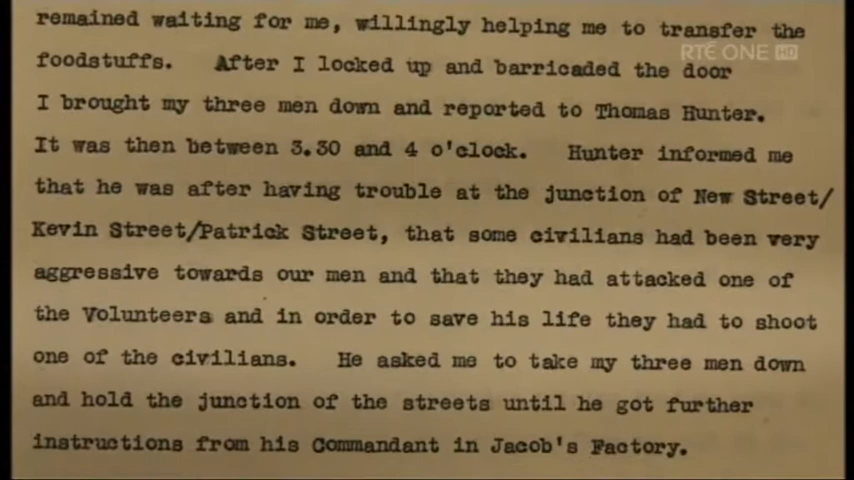 remained waiting for me, willingly helping me to transfer the
RTÉ ONE HD
foodstuffs. After I locked up and barricaded the door
I brought my three men down and reported to Thomas Hunter.
It was then between 3.30 and 4 o'clock. Hunter informed me
that he was after having trouble at the junction of New Street/
Kevin Street/Patrick Street, that some civilians had been very
aggressive towards our men and that they had attacked one of
the Volunteers and in order to save his life they had to shoot
one of the civilians. He asked me to take my three men down
and hold the junction of the streets until he got further
instructions from his Commandant in Jacob's Factory.